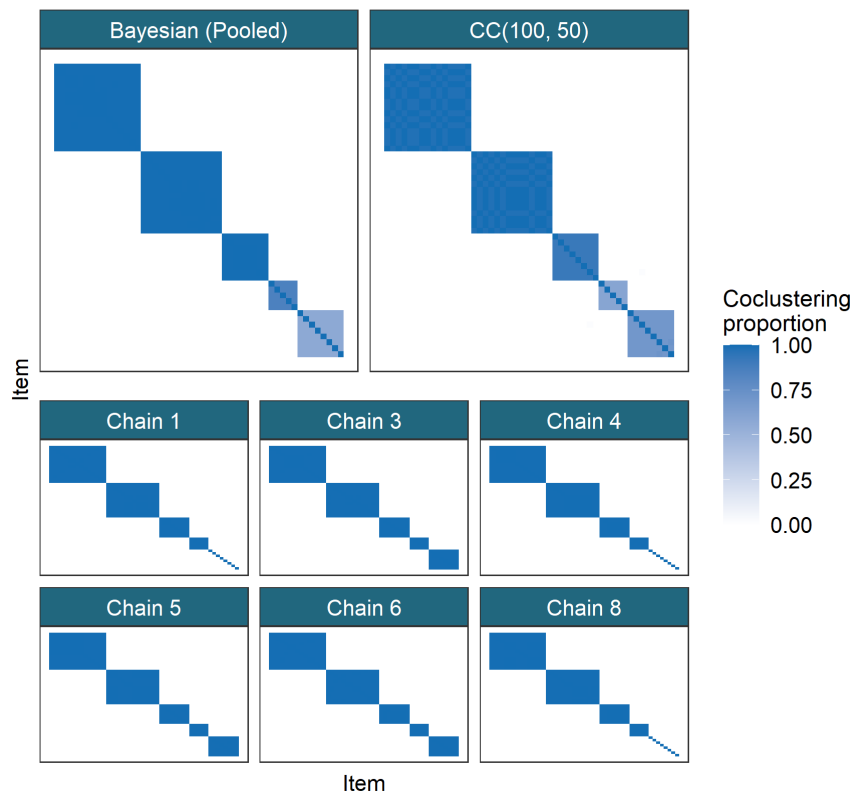 Bayesian (Pooled)
CC(100, 50)
Item
Coclustering
proportion
1.00
0.75
0.50
0.25
0.00
Chain 1
Chain 3
Chain 4
Chain 5
Chain 6
Chain 8
Item